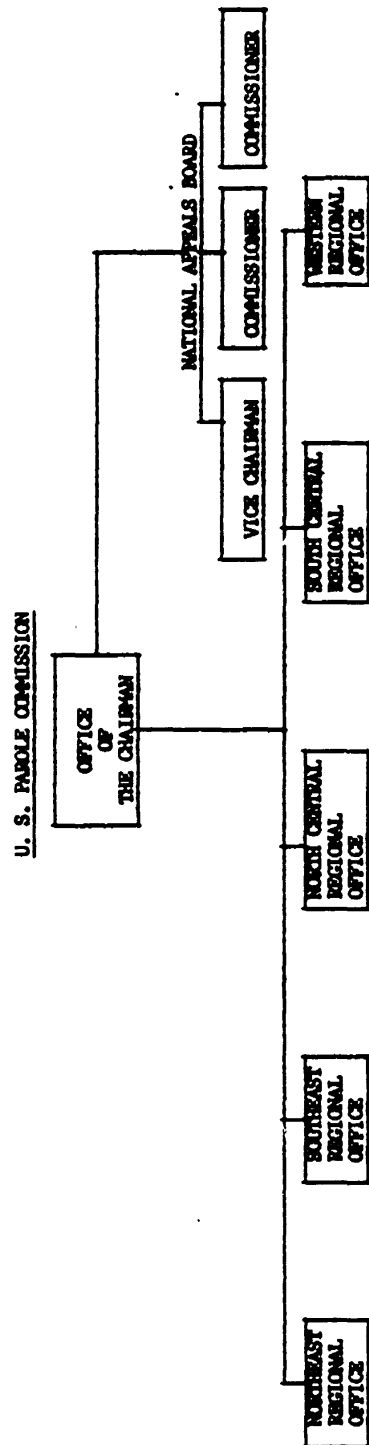 U. S. PAROLE COMMISSION
OFFICE
OF
THE CHAIRMAN
NATIONAL APPEALS BOARD
VICE CHAIRMAN
COMMISSIONER
COMMISSIONER
NORTHEAST
REGIONAL
OFFICE
SOUTHEAST
REGIONAL
OFFICE
NORTH CENTRAL
REGIONAL
OFFICE
SOUTH CENTRAL
REGIONAL
OFFICE
WESTERN
REGIONAL
OFFICE